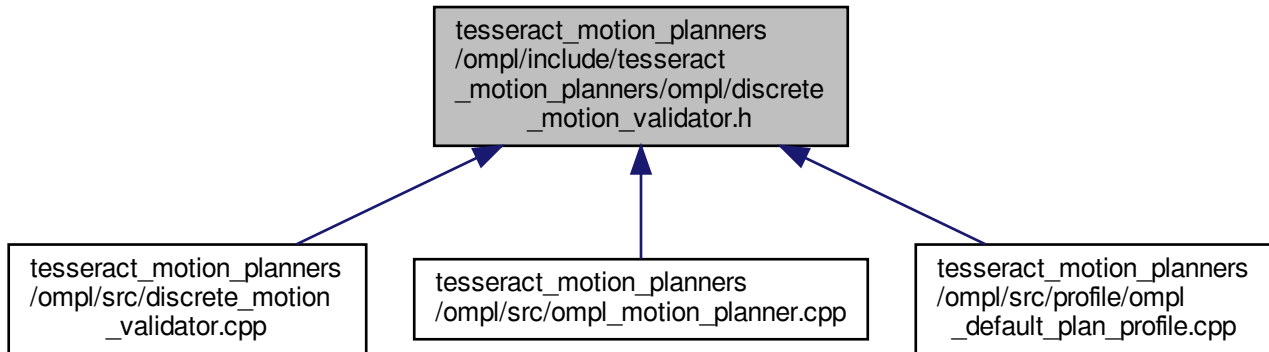 tesseract_motion_planners
/ompl/include/tesseract
_motion_planners/ompl/discrete
_motion_validator.h
tesseract_motion_planners
/ompl/src/discrete_motion
_validator.cpp
tesseract_motion_planners
/ompl/src/ompl_motion_planner.cpp
tesseract_motion_planners
/ompl/src/profile/ompl
_default_plan_profile.cpp